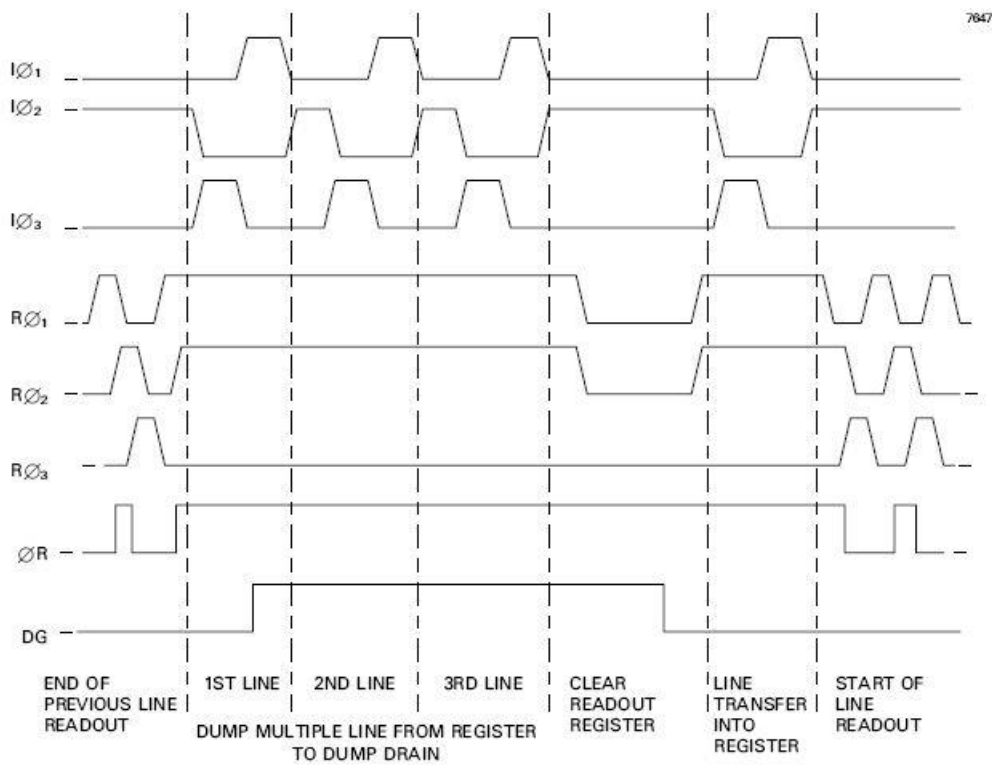 7647
IØ₁
IØ₂
IØ₃
RØ₁
RØ₂
RØ₃
ØR
DG
END OF
PREVIOUS LINE
READOUT
1ST LINE
2ND LINE
3RD LINE
DUMP MULTIPLE LINE FROM REGISTER
TO DUMP DRAIN
CLEAR
READOUT
REGISTER
LINE
TRANSFER
INTO
REGISTER
START OF
LINE
READOUT